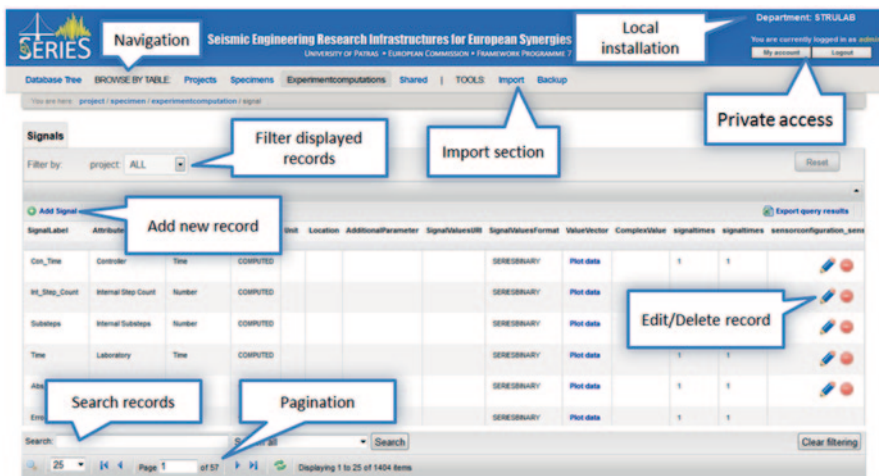 SERIES
Navigation
Seismic Engineering Research Infrastructures for European Synergies
UNIVERSITY OF PATRAS • EUROPEAN COMMISSION • FRAMEWORK PROGRAMME 7
Local
installation
Department: STRULAB
You are currently logged in as admin
My account Logout
Database Tree BROWSE BY TABLE: Projects Specimens Experimentcomputations Shared | TOOLS: Import Backup
You are here: project / specimen / experimentcomputation / signal
Private access
Signals
Filter displayed
records
Import section
Filter by: project: ALL
Reset
Add Signal
Export query results
Add new record
SignalLabel Attribute Unit Location AdditionalParameter SignalValuesURI SignalValuesFormat ValueVector ComplexValue signaltimes signaltimes sensorconfiguration_sens
Con_Time Controller Time COMPUTED SERIESBINARY Plot data 1 1
Int_Step_Count Internal Step Count Number COMPUTED SERIESBINARY Plot data
Edit/Delete record
Substeps Internal Substeps Number COMPUTED SERIESBINARY Plot data
Time Laboratory Time COMPUTED SERIESBINARY Plot data 1 1
Search records
Pagination
SERIESBINARY Plot data 1 1
SERIESBINARY Plot data 1 1
Search: all Search Clear filtering
25 Page 1 of 57 Displaying 1 to 25 of 1404 items